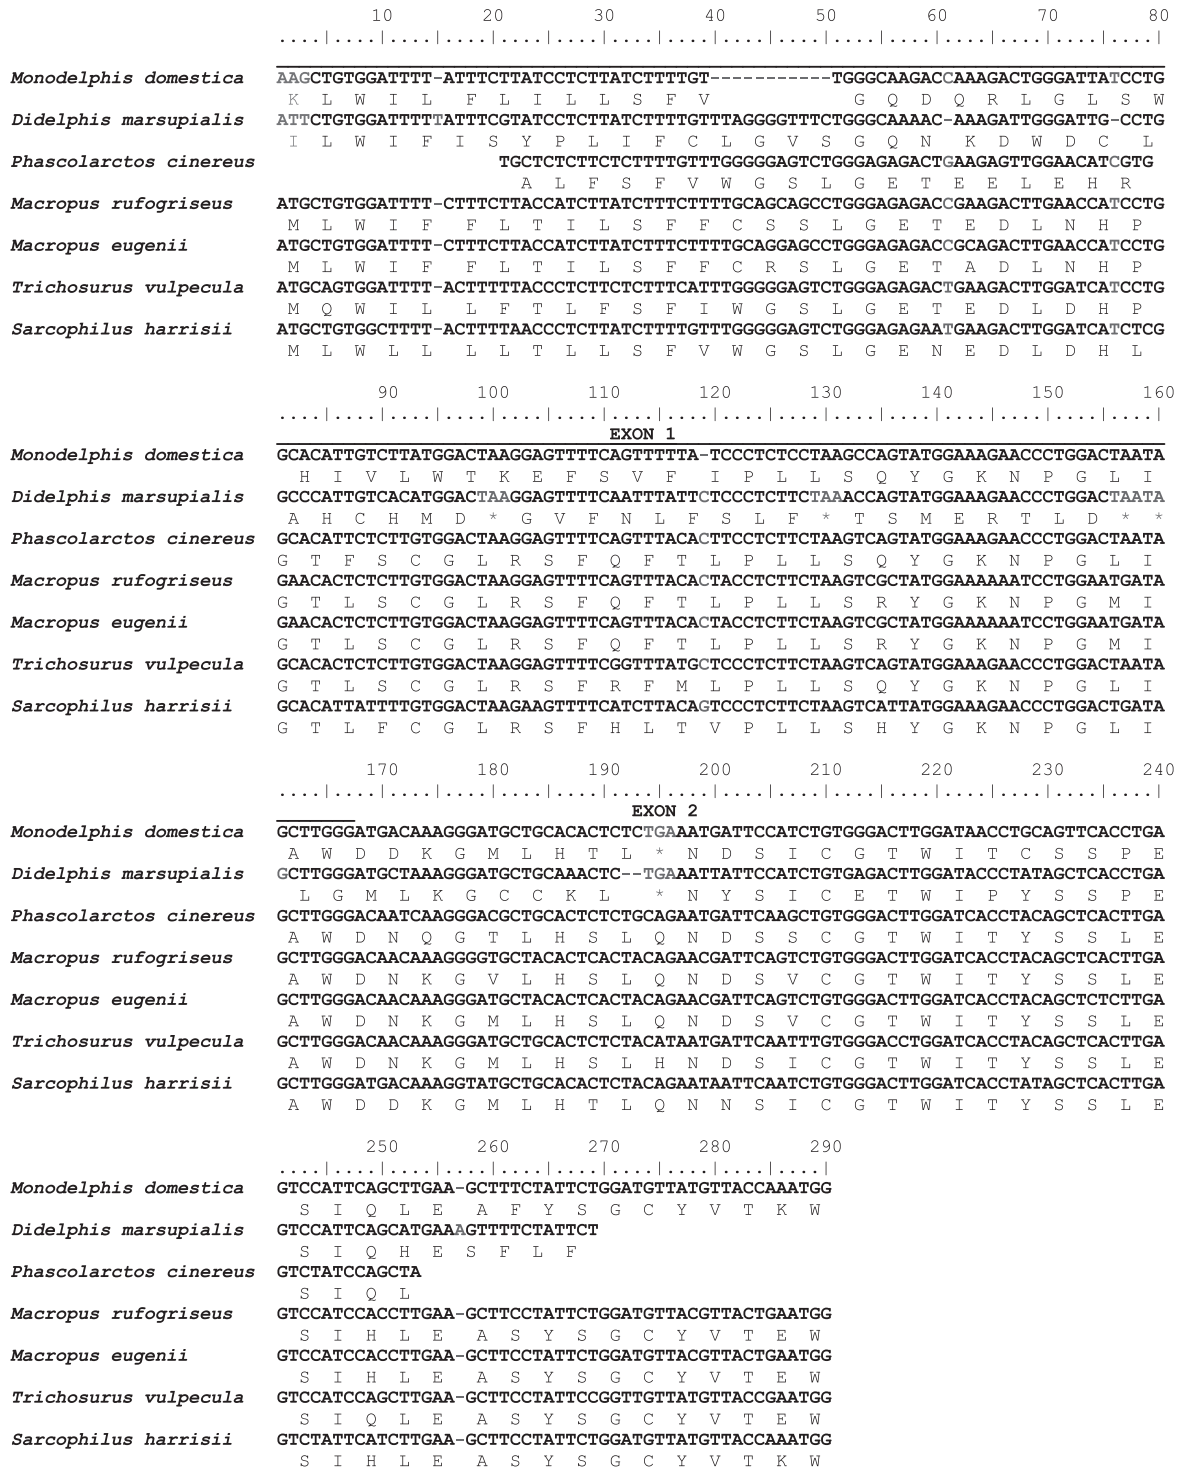 10 20 30 40 50 60 70 80
....|....|....|....|....|....|....|....|....|....|....|....|....|....|....|....|
Monodelphis domestica AAGCTGTGGATTTT-ATTTCTTATCCTCTTATCTTTTGT-----------TGGGCAAGACCAAAGACTGGGATTATCCTG
K L W I L F L I L L S F V G Q D Q R L G L S W
Didelphis marsupialis ATTCTGTGGATTTTTATTTCGTATCCTCTTATCTTTTGTTTAGGGGTTTCTGGGCAAAAC-AAAGATTGGGATTG-CCTG
I L W I F I S Y P L I F C L G V S G Q N K D W D C L
Phascolarctos cinereus TGCTCTCTTCTCTTTTGTTTGGGGGAGTCTGGGAGAGACTGAAGAGTTGGAACATCGTG
A L F S F V W G S L G E T E E L E H R
Macropus rufogriseus ATGCTGTGGATTTT-CTTTCTTACCATCTTATCTTTCTTTTGCAGCAGCCTGGGAGAGACCGAAGACTTGAACCATCCTG
M L W I F F L T I L S F F C S S L G E T E D L N H P
Macropus eugenii ATGCTGTGGATTTT-CTTTCTTACCATCTTATCTTTCTTTTGCAGGAGCCTGGGAGAGACCGCAGACTTGAACCATCCTG
M L W I F F L T I L S F F C R S L G E T A D L N H P
Trichosurus vulpecula ATGCAGTGGATTTT-ACTTTTTACCCTCTTCTCTTTCATTTGGGGGAGTCTGGGAGAGACTGAAGACTTGGATCATCCTG
M Q W I L L F T L F S F I W G S L G E T E D L D H P
Sarcophilus harrisii ATGCTGTGGCTTTT-ACTTTTAACCCTCTTATCTTTTGTTTGGGGGAGTCTGGGAGAGAATGAAGACTTGGATCATCTCG
M L W L L L L T L L S F V W G S L G E N E D L D H L
90 100 110 120 130 140 150 160
....|....|....|....|....|....|....|....|....|....|....|....|....|....|....|....|
EXON 1
Monodelphis domestica GCACATTGTCTTATGGACTAAGGAGTTTTCAGTTTTTA-TCCCTCTCCTAAGCCAGTATGGAAAGAACCCTGGACTAATA
H I V L W T K E F S V F I P L L S Q Y G K N P G L I
Didelphis marsupialis GCCCATTGTCACATGGACTAAGGAGTTTTCAATTTATTCTCCCTCTTCTAAACCAGTATGGAAAGAACCCTGGACTAATA
A H C H M D * G V F N L F S L F * T S M E R T L D * *
Phascolarctos cinereus GCACATTCTCTTGTGGACTAAGGAGTTTTCAGTTTACACTTCCTCTTCTAAGTCAGTATGGAAAGAACCCTGGACTAATA
G T F S C G L R S F Q F T L P L L S Q Y G K N P G L I
Macropus rufogriseus GAACACTCTCTTGTGGACTAAGGAGTTTTCAGTTTACACTACCTCTTCTAAGTCGCTATGGAAAAAATCCTGGAATGATA
G T L S C G L R S F Q F T L P L L S R Y G K N P G M I
Macropus eugenii GAACACTCTCTTGTGGACTAAGGAGTTTTCAGTTTACACTACCTCTTCTAAGTCGCTATGGAAAAAATCCTGGAATGATA
G T L S C G L R S F Q F T L P L L S R Y G K N P G M I
Trichosurus vulpecula GCACACTCTCTTGTGGACTAAGGAGTTTTCGGTTTATGCTCCCTCTTCTAAGTCAGTATGGAAAGAACCCTGGACTAATA
G T L S C G L R S F R F M L P L L S Q Y G K N P G L I
Sarcophilus harrisii GCACATTATTTTGTGGACTAAGAAGTTTTCATCTTACAGTCCCTCTTCTAAGTCATTATGGAAAGAACCCTGGACTGATA
G T L F C G L R S F H L T V P L L S H Y G K N P G L I
170 180 190 200 210 220 230 240
....|....|....|....|....|....|....|....|....|....|....|....|....|....|....|....|
EXON 2
Monodelphis domestica GCTTGGGATGACAAAGGGATGCTGCACACTCTCTGAAATGATTCCATCTGTGGGACTTGGATAACCTGCAGTTCACCTGA
A W D D K G M L H T L * N D S I C G T W I T C S S P E
Didelphis marsupialis GCTTGGGATGCTAAAGGGATGCTGCAAACTC--TGAAATTATTCCATCTGTGAGACTTGGATACCCTATAGCTCACCTGA
L G M L K G C C K L * N Y S I C E T W I P Y S S P E
Phascolarctos cinereus GCTTGGGACAATCAAGGGACGCTGCACTCTCTGCAGAATGATTCAAGCTGTGGGACTTGGATCACCTACAGCTCACTTGA
A W D N Q G T L H S L Q N D S S C G T W I T Y S S L E
Macropus rufogriseus GCTTGGGACAACAAAGGGGTGCTACACTCACTACAGAACGATTCAGTCTGTGGGACTTGGATCACCTACAGCTCACTTGA
A W D N K G V L H S L Q N D S V C G T W I T Y S S L E
Macropus eugenii GCTTGGGACAACAAAGGGATGCTACACTCACTACAGAACGATTCAGTCTGTGGGACTTGGATCACCTACAGCTCTCTTGA
A W D N K G M L H S L Q N D S V C G T W I T Y S S L E
Trichosurus vulpecula GCTTGGGACAACAAAGGGATGCTGCACTCTCTACATAATGATTCAATTTGTGGGACCTGGATCACCTACAGCTCACTTGA
A W D N K G M L H S L H N D S I C G T W I T Y S S L E
Sarcophilus harrisii GCTTGGGATGACAAAGGTATGCTGCACACTCTACAGAATAATTCAATCTGTGGGACTTGGATCACCTATAGCTCACTTGA
A W D D K G M L H T L Q N N S I C G T W I T Y S S L E
250 260 270 280 290
....|....|....|....|....|....|....|....|....|....|
Monodelphis domestica GTCCATTCAGCTTGAA-GCTTTCTATTCTGGATGTTATGTTACCAAATGG
S I Q L E A F Y S G C Y V T K W
Didelphis marsupialis GTCCATTCAGCATGAAAGTTTTCTATTCT
S I Q H E S F L F
Phascolarctos cinereus GTCTATCCAGCTA
S I Q L
Macropus rufogriseus GTCCATCCACCTTGAA-GCTTCCTATTCTGGATGTTACGTTACTGAATGG
S I H L E A S Y S G C Y V T E W
Macropus eugenii GTCCATCCACCTTGAA-GCTTCCTATTCTGGATGTTACGTTACTGAATGG
S I H L E A S Y S G C Y V T E W
Trichosurus vulpecula GTCCATCCAGCTTGAA-GCTTCCTATTCCGGTTGTTATGTTACCGAATGG
S I Q L E A S Y S G C Y V T E W
Sarcophilus harrisii GTCTATTCATCTTGAA-GCTTCCTATTCTGGATGTTATGTTACCAAATGG
S I H L E A S Y S G C Y V T K W